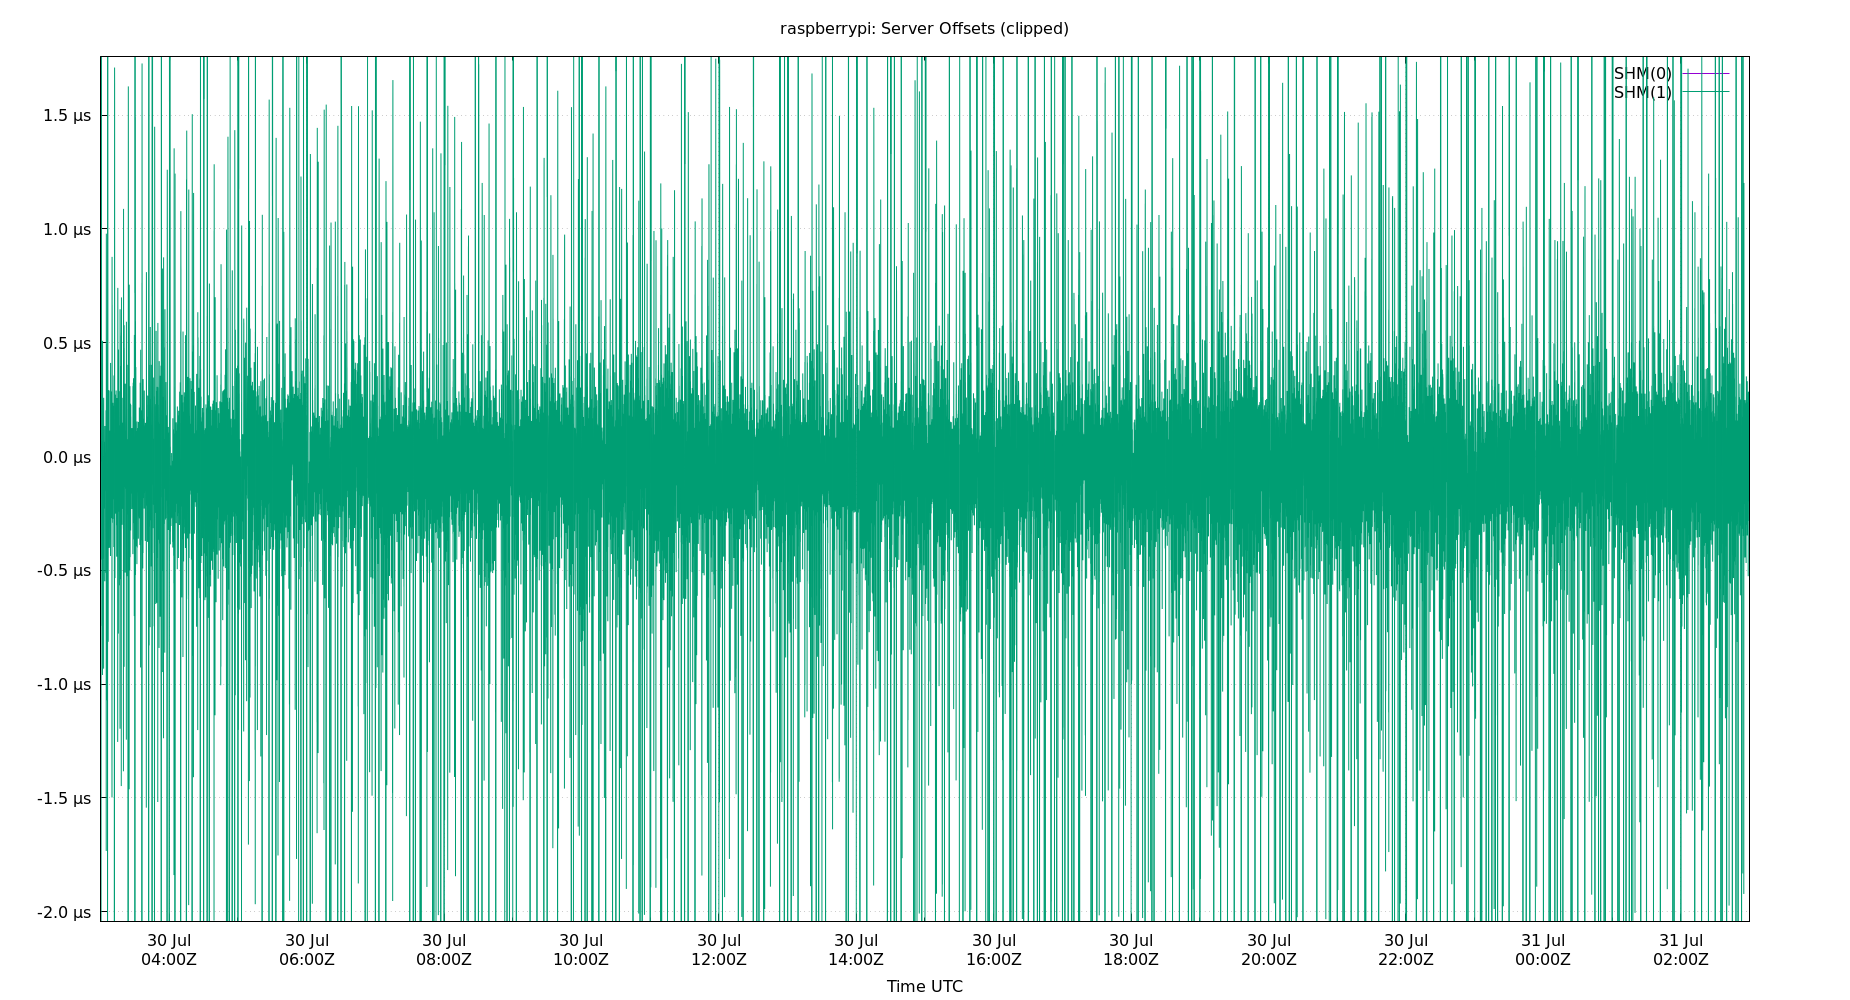 raspberrypi: Server Offsets (clipped)
SHM(0)
SHM(1)
1.5 µs
1.0 µs
0.5 µs
0.0 µs
-0.5 µs
-1.0 µs
-1.5 µs
-2.0 µs
30 Jul 30 Jul 30 Jul 30 Jul 30 Jul 30 Jul 30 Jul 30 Jul 30 Jul 30 Jul 31 Jul 31 Jul
04:00Z 06:00Z 08:00Z 10:00Z 12:00Z 14:00Z 16:00Z 18:00Z 20:00Z 22:00Z 00:00Z 02:00Z
Time UTC